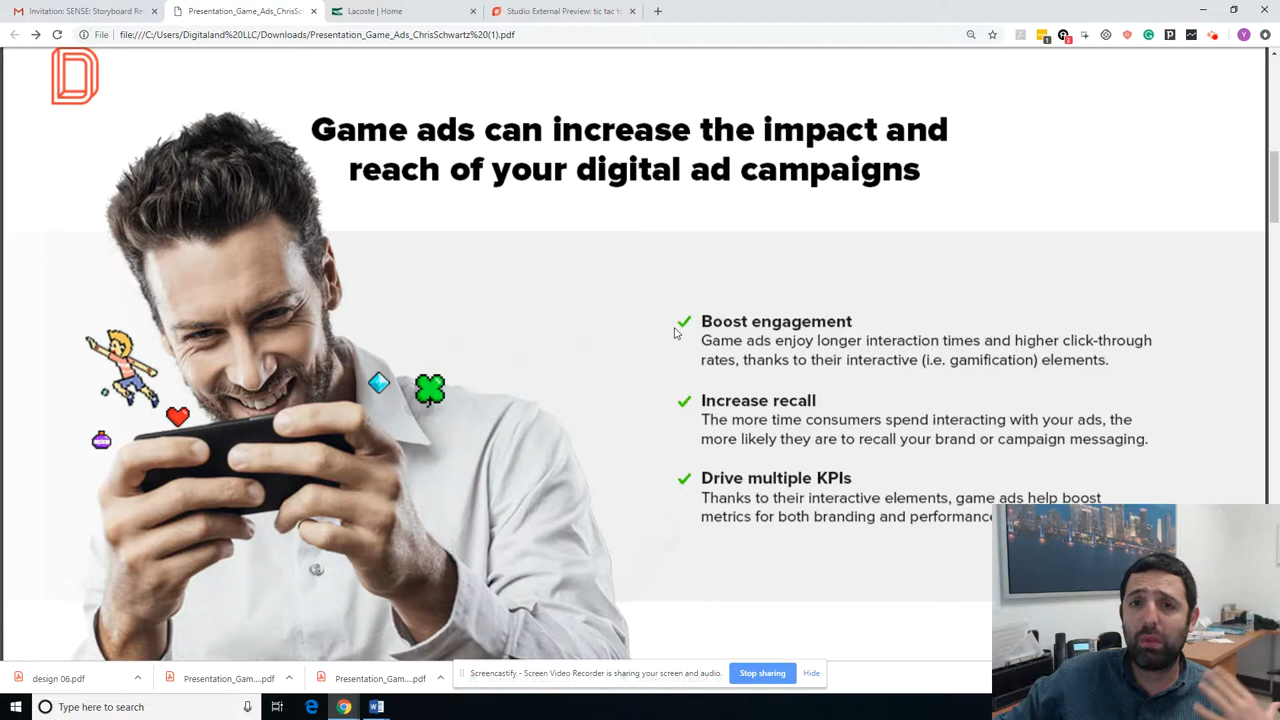 Invitation: SENSE: Storyboard Re
Presentation_Game_Ads_ChrisSch
Lacoste | Home
Studio External Preview: tic tac to
File
file:///C:/Users/Digitaland%20LLC/Downloads/Presentation_Game_Ads_ChrisSchwartz%20(1).pdf
1
3
Y
D
Game ads can increase the impact and
reach of your digital ad campaigns
Boost engagement
Game ads enjoy longer interaction times and higher click-through
rates, thanks to their interactive (i.e. gamification) elements.
Increase recall
The more time consumers spend interacting with your ads, the
more likely they are to recall your brand or campaign messaging.
Drive multiple KPIs
Thanks to their interactive elements, game ads help boost
metrics for both branding and performance
pdf.pdf
Presentation_Gam....pdf
Presentation_Gam....pdf
Screencastify - Screen Video Recorder is sharing your screen and audio.
Stop sharing
Hide
Type here to search